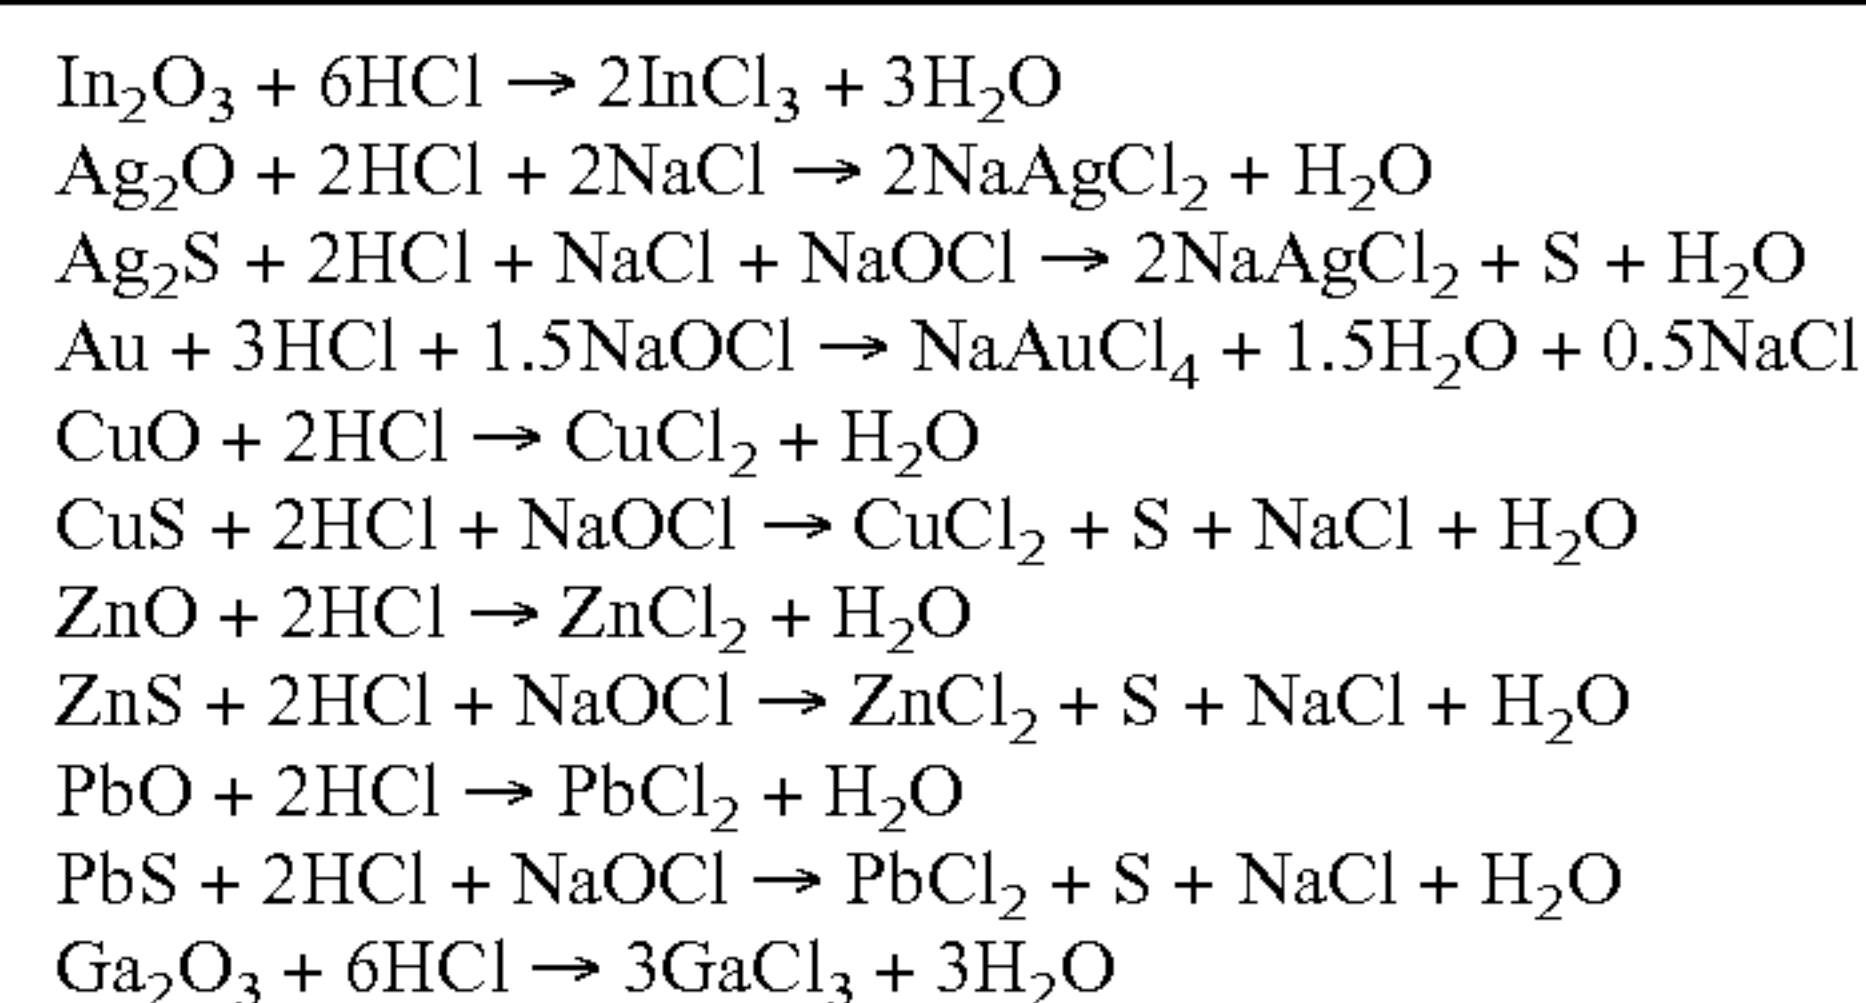 In₂O₃ + 6HCl → 2InCl₃ + 3H₂O
Ag₂O + 2HCl + 2NaCl → 2NaAgCl₂ + H₂O
Ag₂S + 2HCl + NaCl + NaOCl → 2NaAgCl₂ + S + H₂O
Au + 3HCl + 1.5NaOCl → NaAuCl₄ + 1.5H₂O + 0.5NaCl
CuO + 2HCl → CuCl₂ + H₂O
CuS + 2HCl + NaOCl → CuCl₂ + S + NaCl + H₂O
ZnO + 2HCl → ZnCl₂ + H₂O
ZnS + 2HCl + NaOCl → ZnCl₂ + S + NaCl + H₂O
PbO + 2HCl → PbCl₂ + H₂O
PbS + 2HCl + NaOCl → PbCl₂ + S + NaCl + H₂O
Ga₂O₃ + 6HCl → 3GaCl₃ + 3H₂O